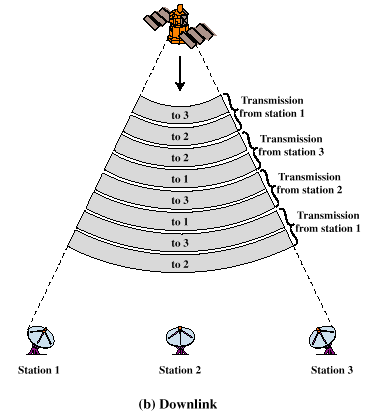 to 3
Transmission
from station 1
to 2
Transmission
from station 3
to 2
to 1
Transmission
from station 2
to 3
to 1
Transmission
from station 1
to 3
to 2
Station 1
Station 2
Station 3
(b) Downlink